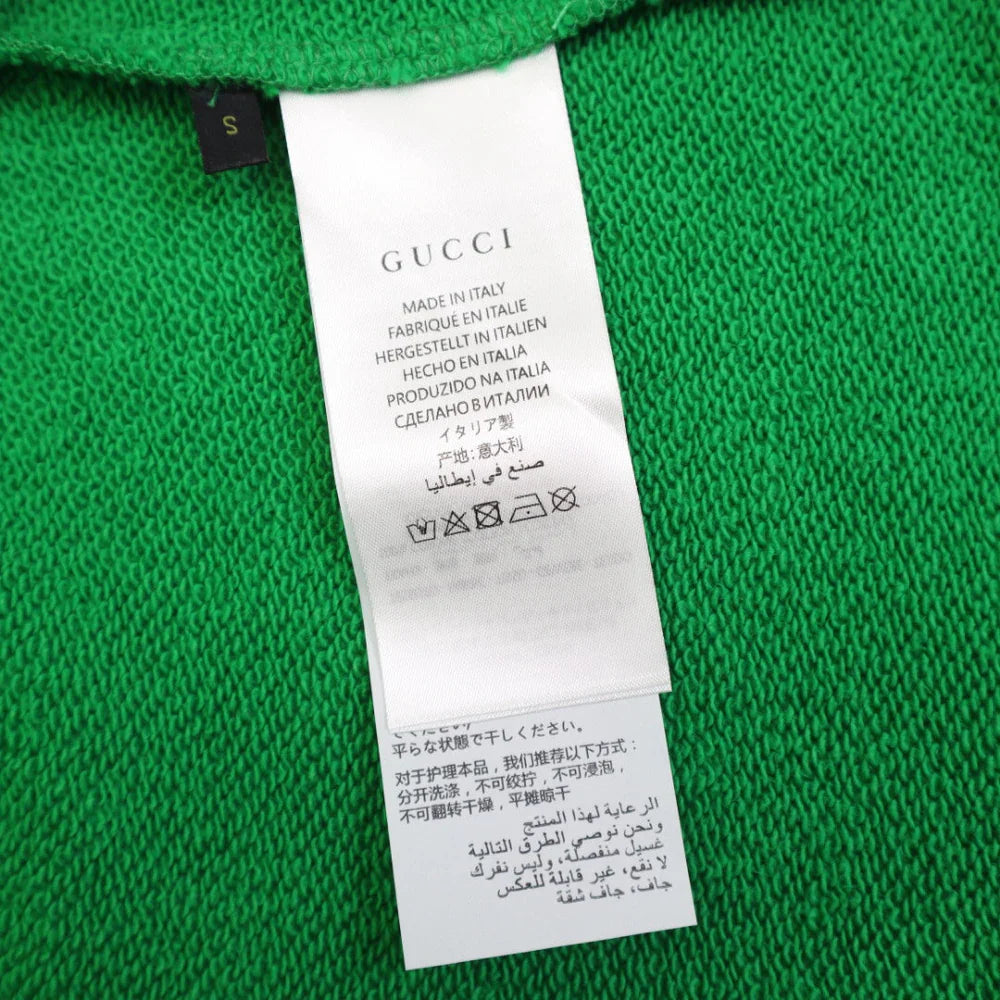 S
GUCCI
MADE IN ITALY
FABRIQUÉ EN ITALIE
HERGESTELLT IN ITALIEN
HECHO EN ITALIA
PRODUZIDO NA ITALIA
СДЕЛАНО В ИТАЛИИ
イタリア製
产地:意大利
صنع في إيطاليا
平らな状態で干しください。
对于护理本品，我们推荐以下方式：
分开洗涤，不可绞拧，不可浸泡，
不可翻转干燥，平摊晾干
الرعاية لهذا المنتج
ونحن نوصي الطرق التالية
غسيل منفصلة، وليس نفرك
لا نقع، غير قابلة للعكس
جاف، جاف شقة